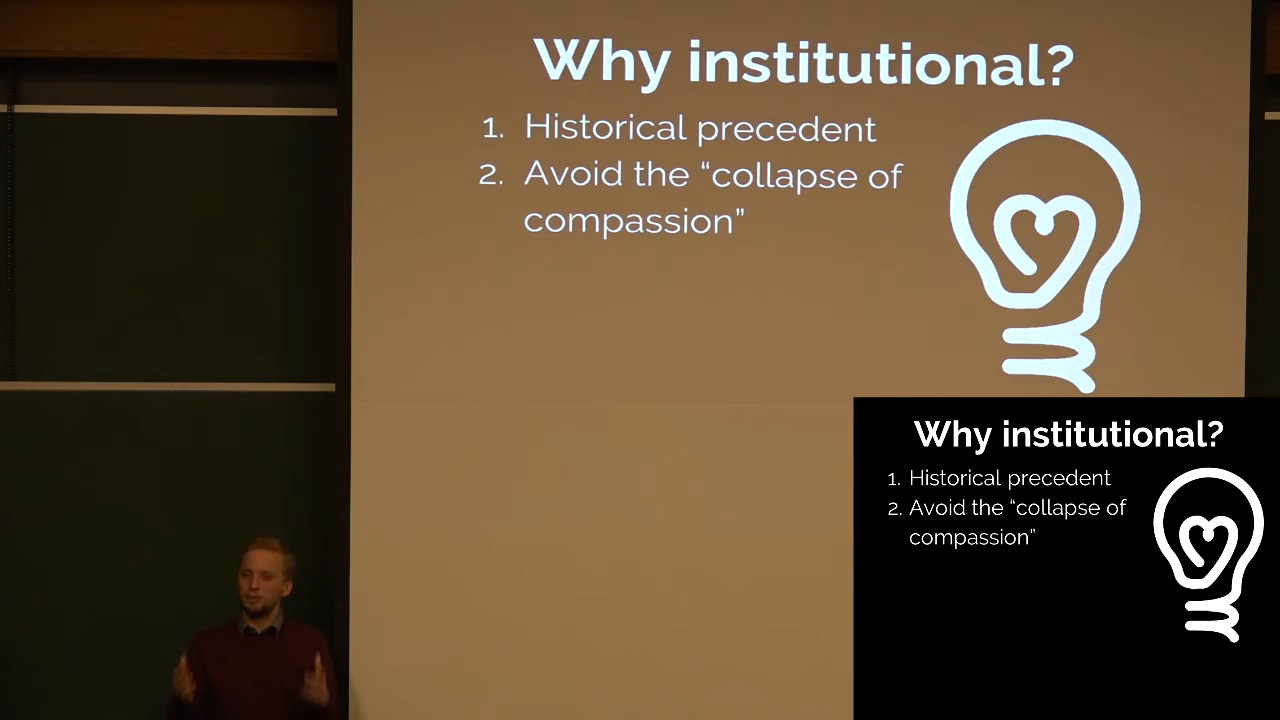 Why institutional?
1. Historical precedent
2. Avoid the “collapse of
compassion”
Why institutional?
1. Historical precedent
2. Avoid the “collapse of
compassion”